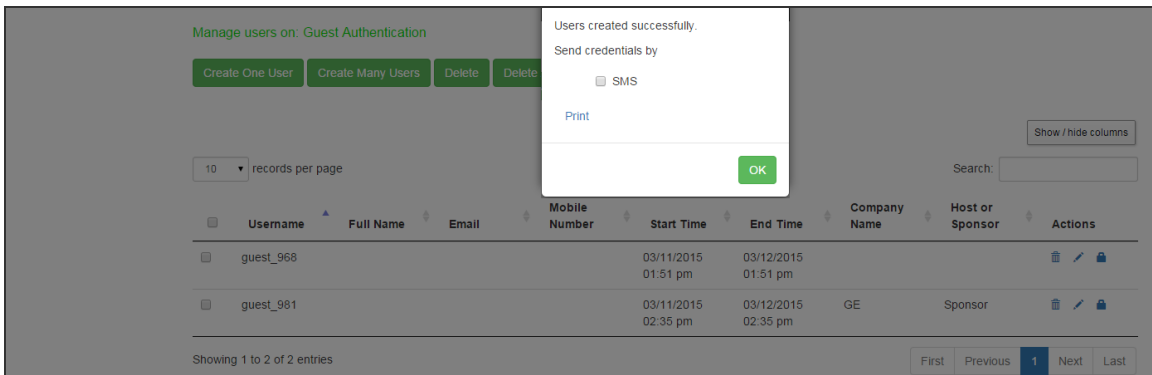 Manage users on: Guest Authentication
Create One User Create Many Users Delete Delete
Users created successfully.
Send credentials by
SMS
Print
OK
Show / hide columns
10 records per page
Search:
Username Full Name Email Mobile Number Start Time End Time Company Name Host or Sponsor Actions
guest_968 03/11/2015 01:51 pm 03/12/2015 01:51 pm
guest_981 03/11/2015 02:35 pm 03/12/2015 02:35 pm GE Sponsor
Showing 1 to 2 of 2 entries
First Previous 1 Next Last